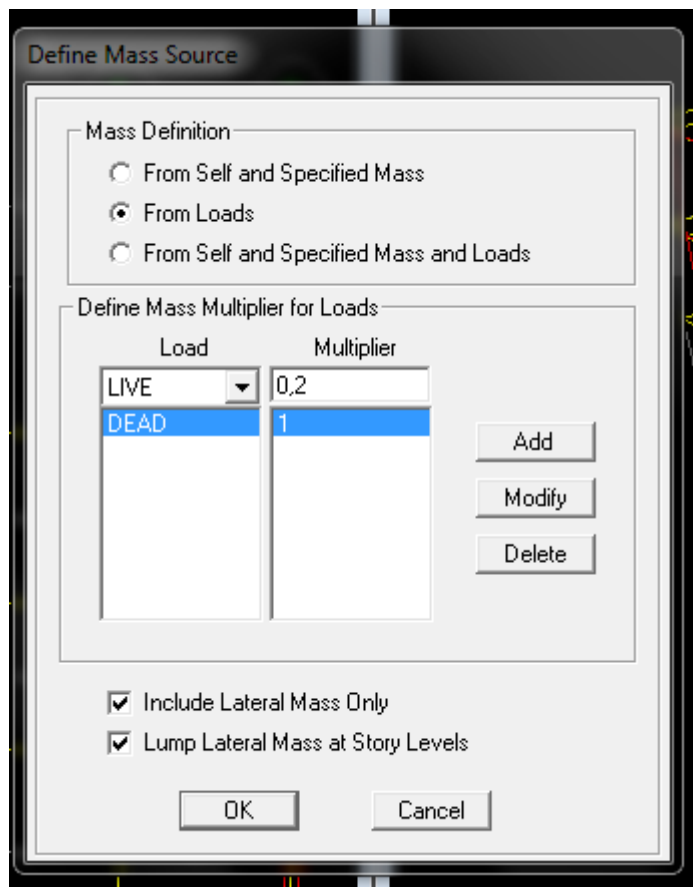 Define Mass Source
Mass Definition
From Self and Specified Mass
From Loads
From Self and Specified Mass and Loads
Define Mass Multiplier for Loads
Load Multiplier
LIVE 0,2
DEAD 1
Add
Modify
Delete
Include Lateral Mass Only
Lump Lateral Mass at Story Levels
OK Cancel